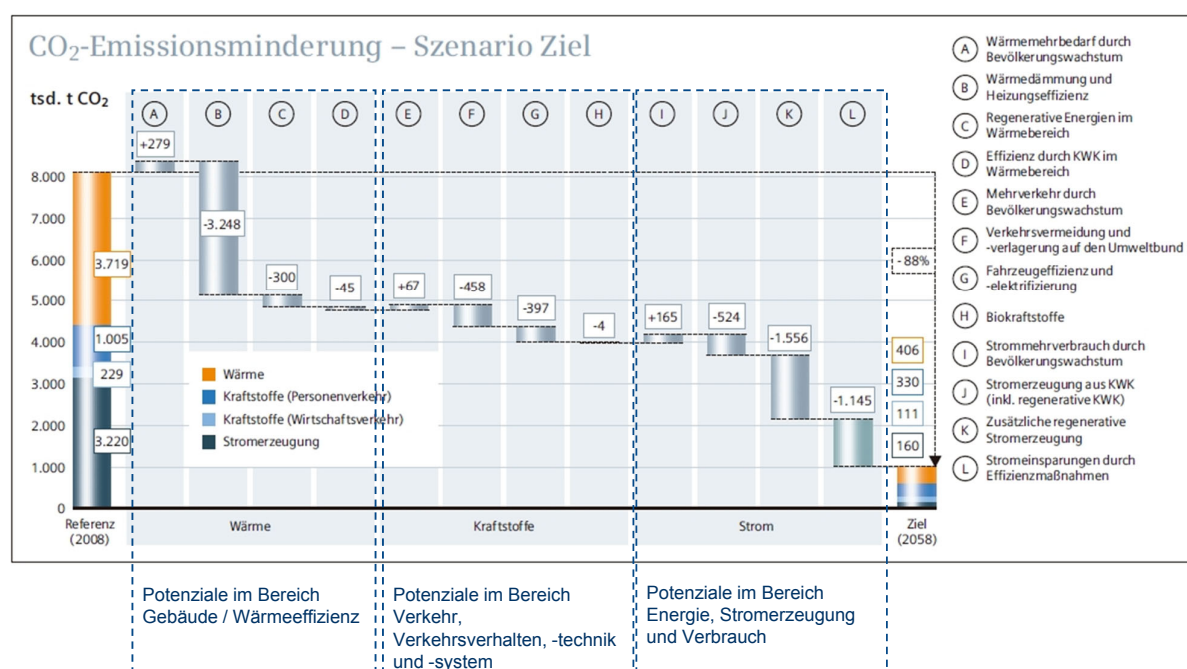 CO₂-Emissionsminderung – Szenario Ziel
tsd. t CO₂
A
B
C
D
E
F
G
H
I
J
K
L
+279
-3.248
-300
-45
+67
-458
-397
-4
+165
-524
-1.556
-1.145
- 88%
8.000
7.000
6.000
5.000
4.000
3.000
2.000
1.000
0
3.719
1.005
229
3.220
Wärme
Kraftstoffe (Personenverkehr)
Kraftstoffe (Wirtschaftsverkehr)
Stromerzeugung
406
330
111
160
Referenz
(2008)
Wärme
Kraftstoffe
Strom
Ziel
(2058)
A Wärmemehrbedarf durch
Bevölkerungswachstum
B Wärmedämmung und
Heizungseffizienz
C Regenerative Energien im
Wärmebereich
D Effizienz durch KWK im
Wärmebereich
E Mehrverkehr durch
Bevölkerungswachstum
F Verkehrsvermeidung und
-verlagerung auf den Umweltbund
G Fahrzeugeffizienz und
-elektrifizierung
H Biokraftstoffe
I Strommehrverbrauch durch
Bevölkerungswachstum
J Stromerzeugung aus KWK
(inkl. regenerative KWK)
K Zusätzliche regenerative
Stromerzeugung
L Stromeinsparungen durch
Effizienzmaßnahmen
Potenziale im Bereich
Gebäude / Wärmeeffizienz
Potenziale im Bereich
Verkehr,
Verkehrsverhalten, -technik
und -system
Potenziale im Bereich
Energie, Stromerzeugung
und Verbrauch